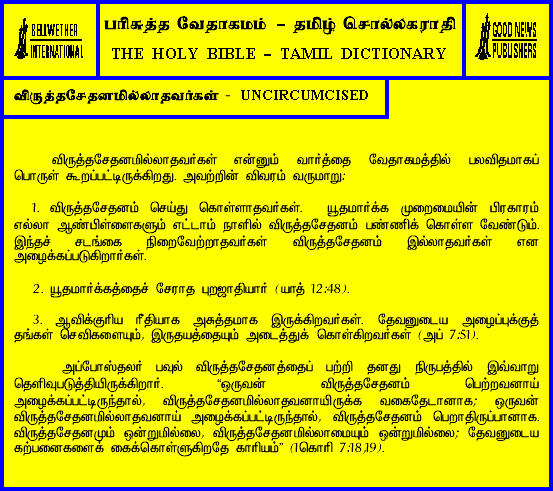 BELLWETHER
INTERNATIONAL
பரிசுத்த வேதாகமம் – தமிழ் சொல்லகராதி
THE HOLY BIBLE – TAMIL DICTIONARY
GOOD NEWS
PUBLISHERS
விருத்தசேதனமில்லாதவர்கள் - UNCIRCUMCISED
விருத்தசேதனமில்லாதவர்கள் என்னும் வார்த்தை வேதாகமத்தில் பலவிதமாகப்
பொருள் கூறப்பட்டிருக்கிறது. அவற்றின் விவரம் வருமாறு:
1. விருத்தசேதனம் செய்து கொள்ளாதவர்கள். யூதமார்க்க முறைமையின் பிரகாரம்
எல்லா ஆண்பிள்ளைகளும் எட்டாம் நாளில் விருத்தசேதனம் பண்ணிக் கொள்ள வேண்டும்.
இந்தச் சடங்கை நிறைவேற்றாதவர்கள் விருத்தசேதனம் இல்லாதவர்கள் என
அழைக்கப்படுகிறார்கள்.
2. யூதமார்க்கத்தைச் சேராத புறஜாதியார் (யாத் 12:48).
3. ஆவிக்குரிய ரீதியாக அசுத்தமாக இருக்கிறவர்கள். தேவனுடைய அழைப்புக்குத்
தங்கள் செவிகளையும், இருதயத்தையும் அடைத்துக் கொள்கிறவர்கள் (அப் 7:51).
அப்போஸ்தலர் பவுல் விருத்தசேதனத்தைப் பற்றி தனது நிருபத்தில் இவ்வாறு
தெளிவுபடுத்தியிருக்கிறார். “ஒருவன் விருத்தசேதனம் பெற்றவனாய்
அழைக்கப்பட்டிருந்தால், விருத்தசேதனமில்லாதவனாயிருக்க வகைதேடானாக; ஒருவன்
விருத்தசேதனமில்லாதவனாய் அழைக்கப்பட்டிருந்தால், விருத்தசேதனம் பெறாதிருப்பானாக.
விருத்தசேதனமும் ஒன்றுமில்லை, விருத்தசேதனமில்லாமையும் ஒன்றுமில்லை; தேவனுடைய
கற்பனைகளைக் கைக்கொள்ளுகிறதே காரியம்” (1கொரி 7:18,19).